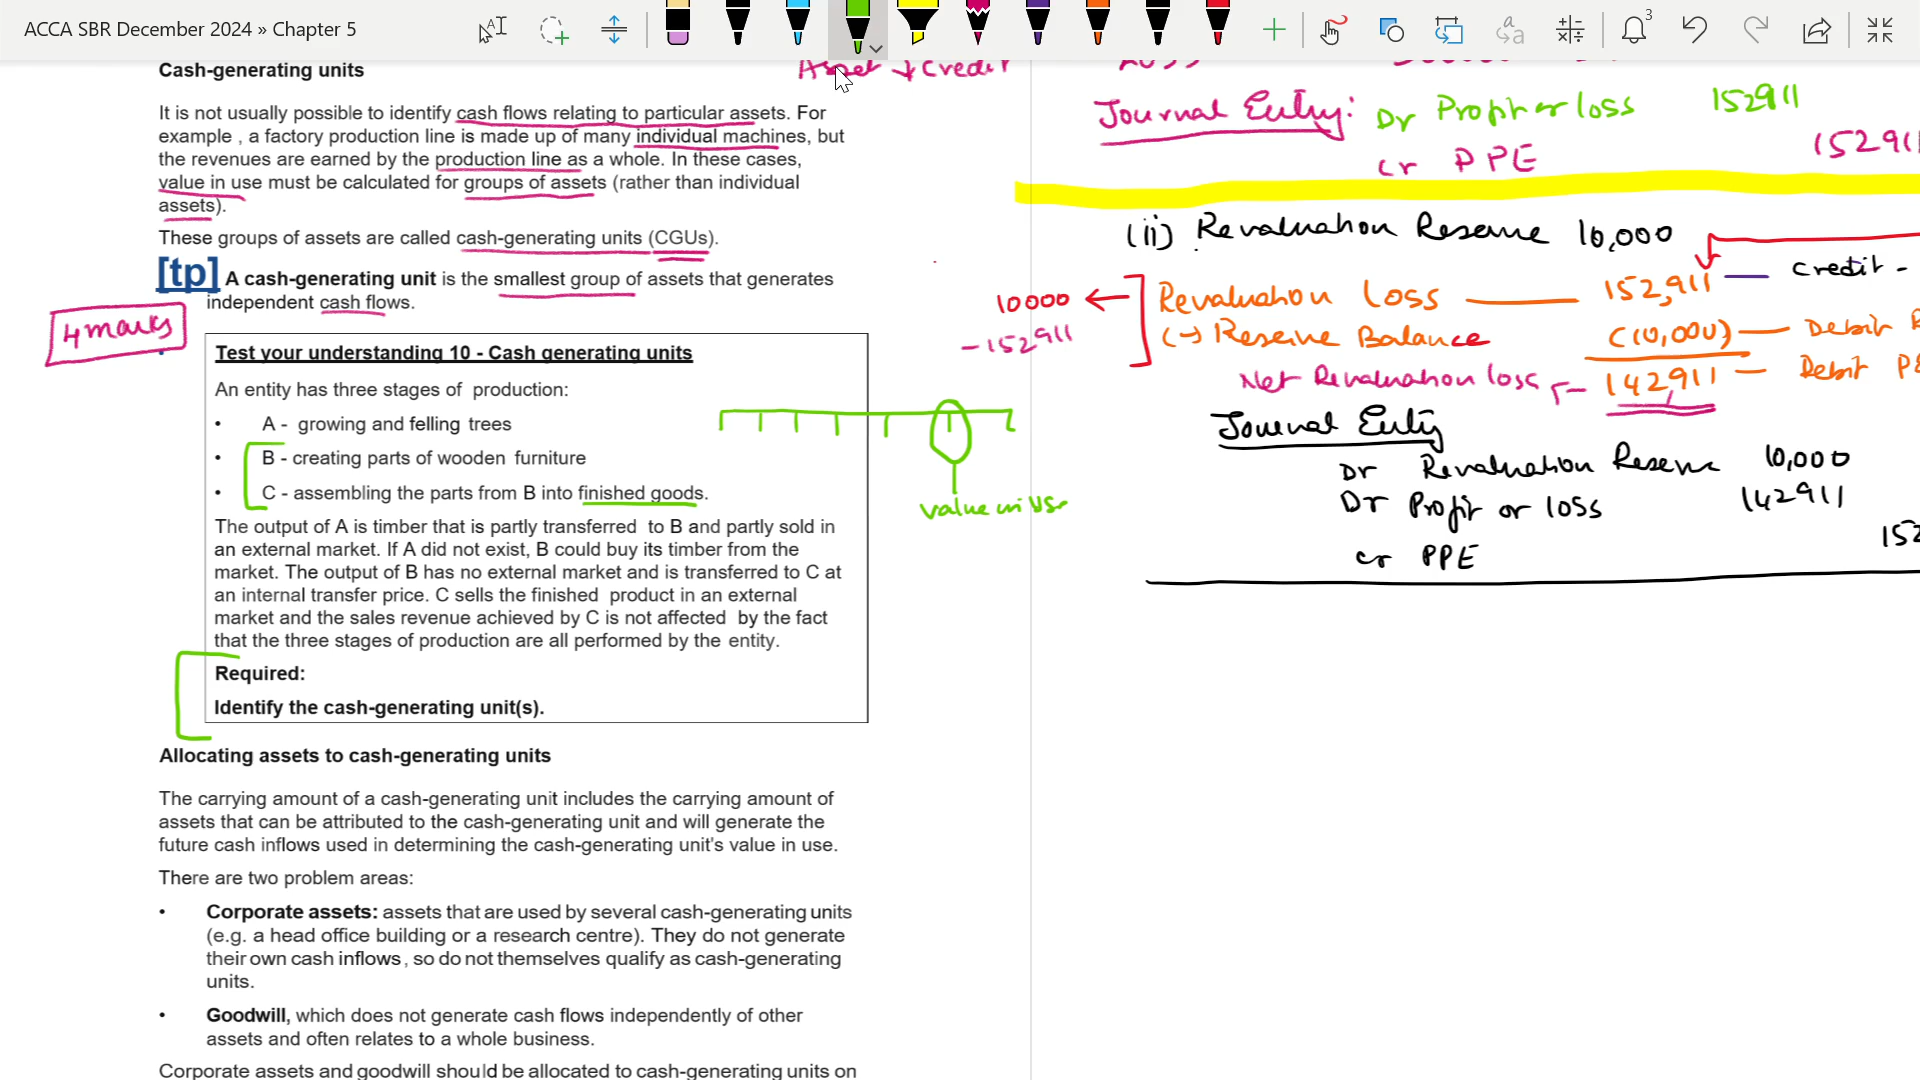 ACCA SBR December 2024 » Chapter 5
3
Cash-generating units
Asset ↓ Credit
It is not usually possible to identify cash flows relating to particular assets. For
example , a factory production line is made up of many individual machines, but
the revenues are earned by the production line as a whole. In these cases,
value in use must be calculated for groups of assets (rather than individual
assets).
These groups of assets are called cash-generating units (CGUs).
[tp] A cash-generating unit is the smallest group of assets that generates
independent cash flows.
4 marks
Test your understanding 10 - Cash generating units
An entity has three stages of production:
• A - growing and felling trees
• B - creating parts of wooden furniture
• C - assembling the parts from B into finished goods.
value in use
The output of A is timber that is partly transferred to B and partly sold in
an external market. If A did not exist, B could buy its timber from the
market. The output of B has no external market and is transferred to C at
an internal transfer price. C sells the finished product in an external
market and the sales revenue achieved by C is not affected by the fact
that the three stages of production are all performed by the entity.
Required:
Identify the cash-generating unit(s).
Allocating assets to cash-generating units
The carrying amount of a cash-generating unit includes the carrying amount of
assets that can be attributed to the cash-generating unit and will generate the
future cash inflows used in determining the cash-generating unit's value in use.
There are two problem areas:
• Corporate assets: assets that are used by several cash-generating units
(e.g. a head office building or a research centre). They do not generate
their own cash inflows, so do not themselves qualify as cash-generating
units.
• Goodwill, which does not generate cash flows independently of other
assets and often relates to a whole business.
Corporate assets and goodwill should be allocated to cash-generating units on
Journal Entry: Dr Profit or loss 152911
cr PPE 152911
(ii) Revaluation Reserve 10,000
10000 ← Revaluation Loss — 152,911 — credit -
-152911 (-) Reserve Balance (10,000) — Debit
Net Revaluation loss 142,911 — Debit P
Journal Entry
Dr Revaluation Reserve 10,000
Dr Profit or loss 142911
cr PPE 152